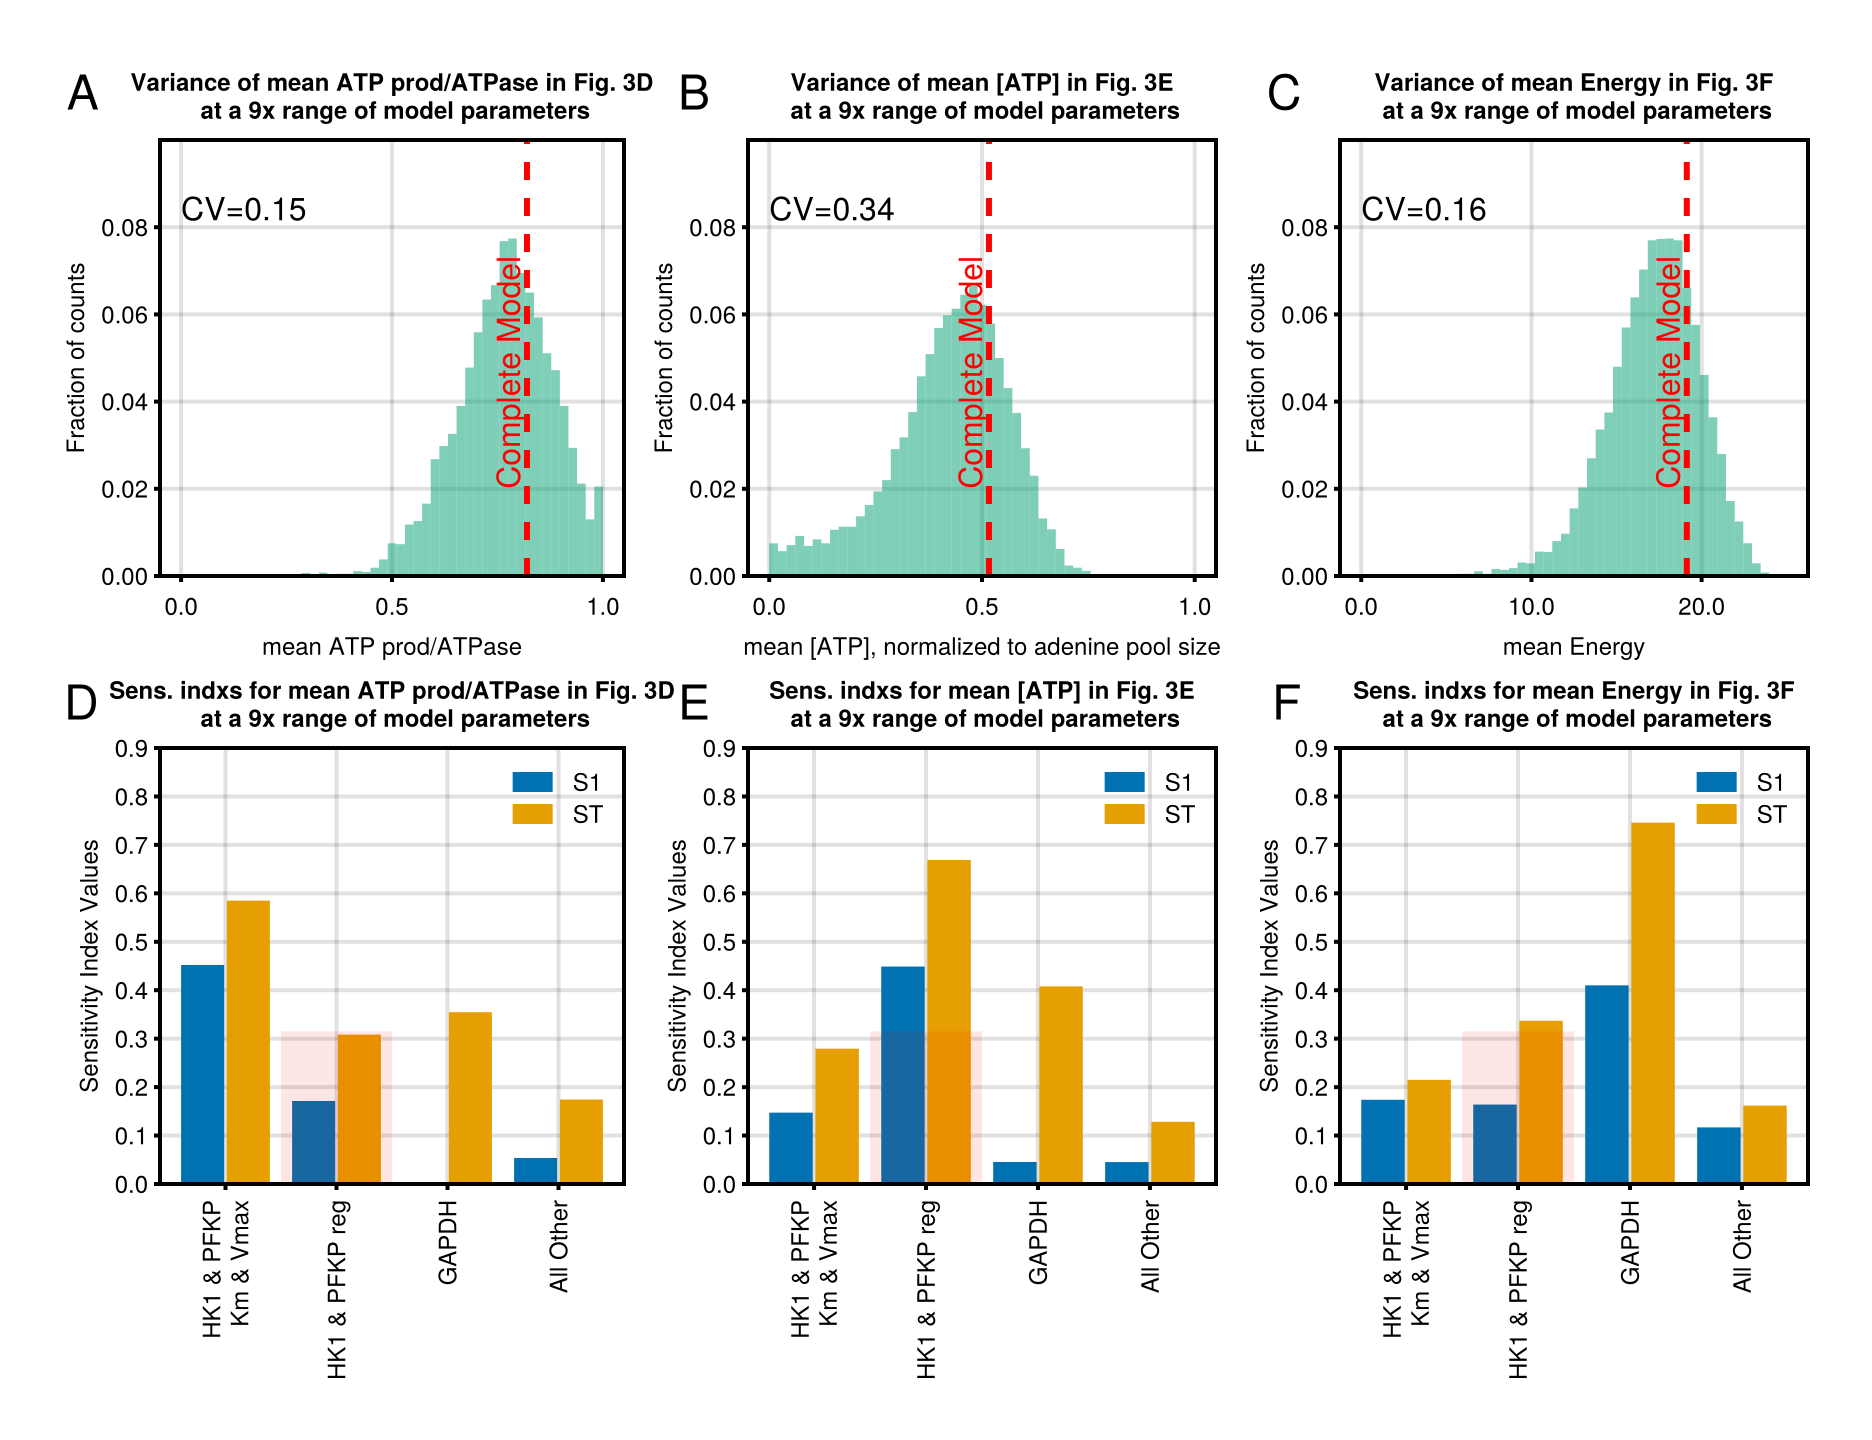 A
Variance of mean ATP prod/ATPase in Fig. 3D
at a 9x range of model parameters
CV=0.15
Complete Model
Fraction of counts
0.08
0.06
0.04
0.02
0.00
0.0
0.5
1.0
mean ATP prod/ATPase
B
Variance of mean [ATP] in Fig. 3E
at a 9x range of model parameters
CV=0.34
Complete Model
Fraction of counts
0.08
0.06
0.04
0.02
0.00
0.0
0.5
1.0
mean [ATP], normalized to adenine pool size
C
Variance of mean Energy in Fig. 3F
at a 9x range of model parameters
CV=0.16
Complete Model
Fraction of counts
0.08
0.06
0.04
0.02
0.00
0.0
10.0
20.0
mean Energy
D
Sens. indxs for mean ATP prod/ATPase in Fig. 3D
at a 9x range of model parameters
S1
ST
Sensitivity Index Values
0.9
0.8
0.7
0.6
0.5
0.4
0.3
0.2
0.1
0.0
HK1 & PFKP
Km & Vmax
HK1 & PFKP reg
GAPDH
All Other
E
Sens. indxs for mean [ATP] in Fig. 3E
at a 9x range of model parameters
S1
ST
Sensitivity Index Values
0.9
0.8
0.7
0.6
0.5
0.4
0.3
0.2
0.1
0.0
HK1 & PFKP
Km & Vmax
HK1 & PFKP reg
GAPDH
All Other
F
Sens. indxs for mean Energy in Fig. 3F
at a 9x range of model parameters
S1
ST
Sensitivity Index Values
0.9
0.8
0.7
0.6
0.5
0.4
0.3
0.2
0.1
0.0
HK1 & PFKP
Km & Vmax
HK1 & PFKP reg
GAPDH
All Other